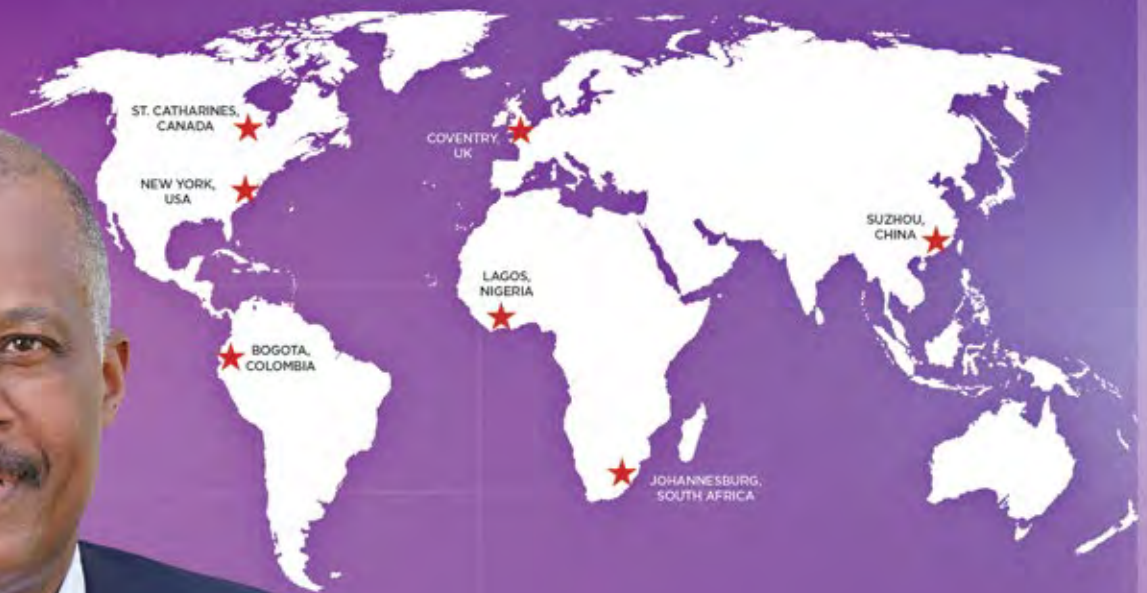 ST. CATHARINES,
CANADA
NEW YORK,
USA
BOGOTA,
COLOMBIA
COVENTRY,
UK
LAGOS,
NIGERIA
JOHANNESBURG,
SOUTH AFRICA
SUZHOU,
CHINA